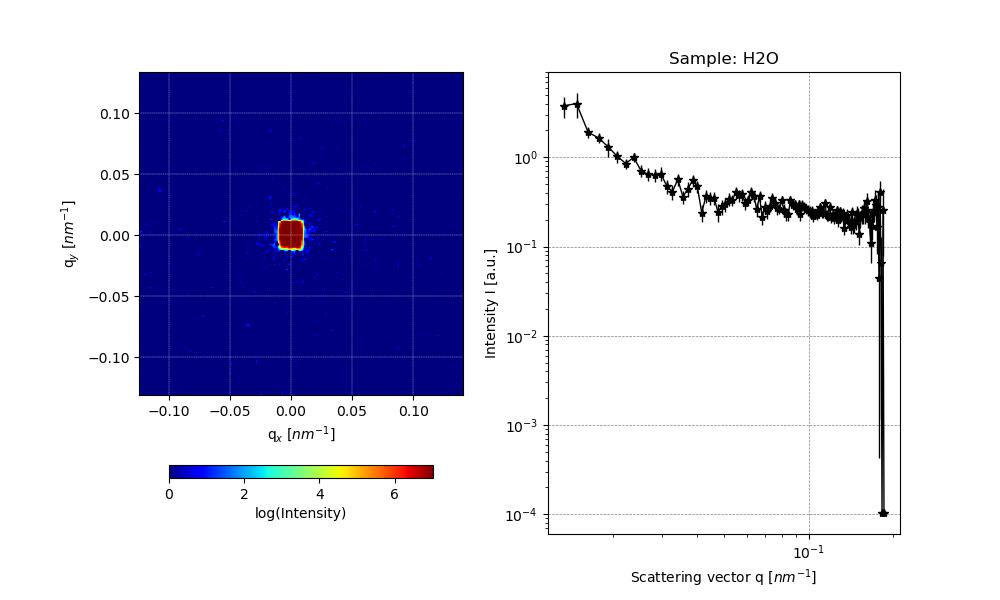 Sample: H2O
0.10
0.05
0.00
−0.05
−0.10
q_y [nm^{-1}]
−0.10 −0.05 0.00 0.05 0.10
q_x [nm^{-1}]
0 2 4 6
log(Intensity)
10^0
10^{-1}
10^{-2}
10^{-3}
10^{-4}
Intensity I [a.u.]
10^{-1}
Scattering vector q [nm^{-1}]